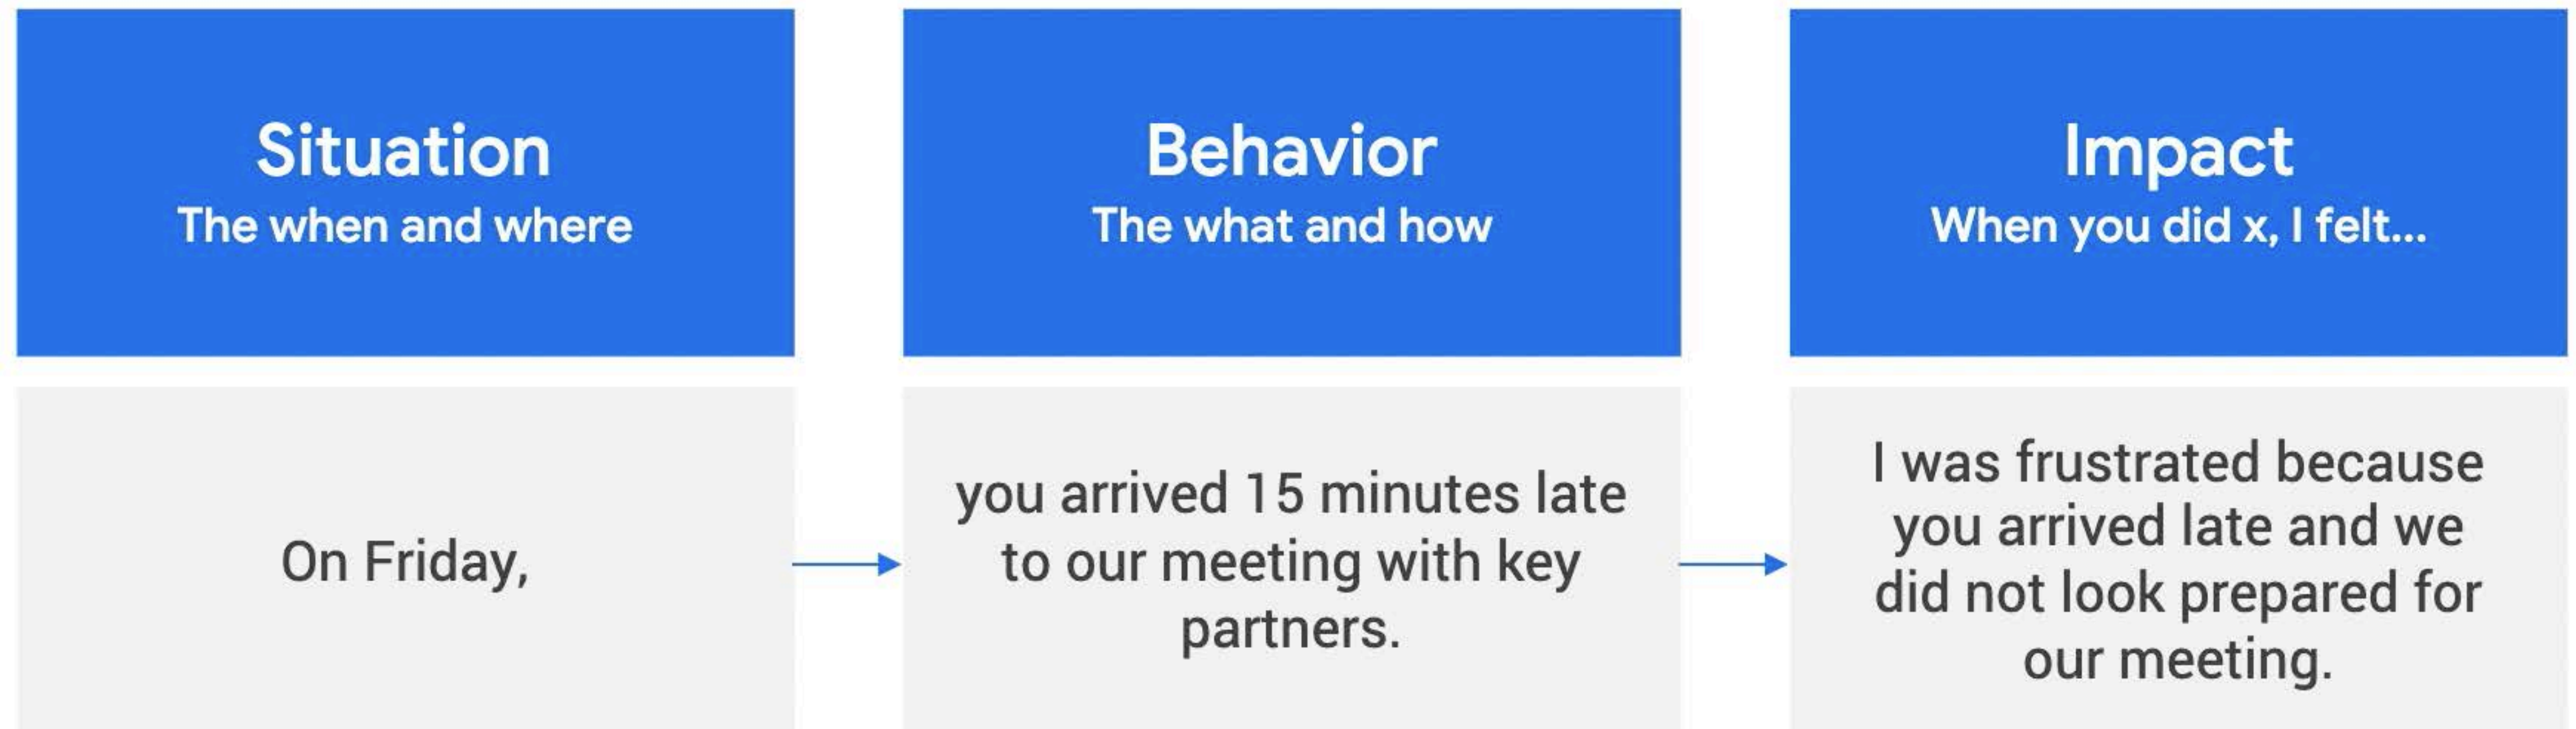 Situation
The when and where
Behavior
The what and how
Impact
When you did x, I felt...
On Friday,
you arrived 15 minutes late
to our meeting with key
partners.
I was frustrated because
you arrived late and we
did not look prepared for
our meeting.